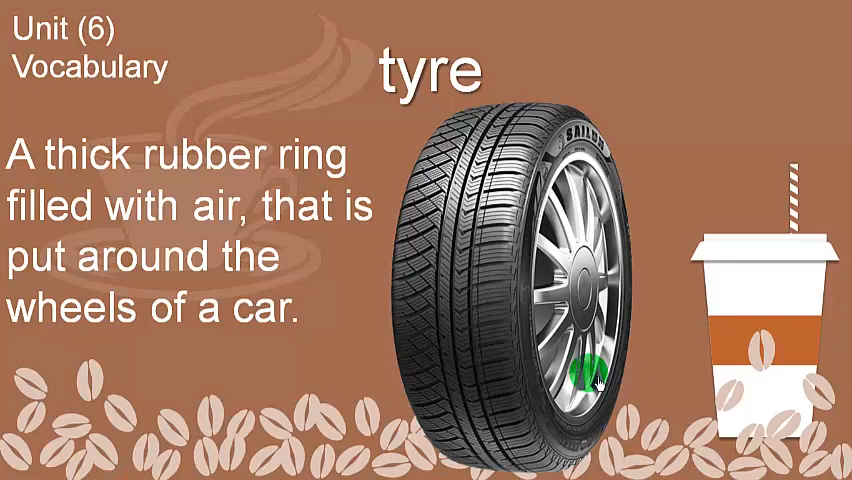 Unit (6)
Vocabulary
tyre
A thick rubber ring
filled with air, that is
put around the
wheels of a car.
SAILUN